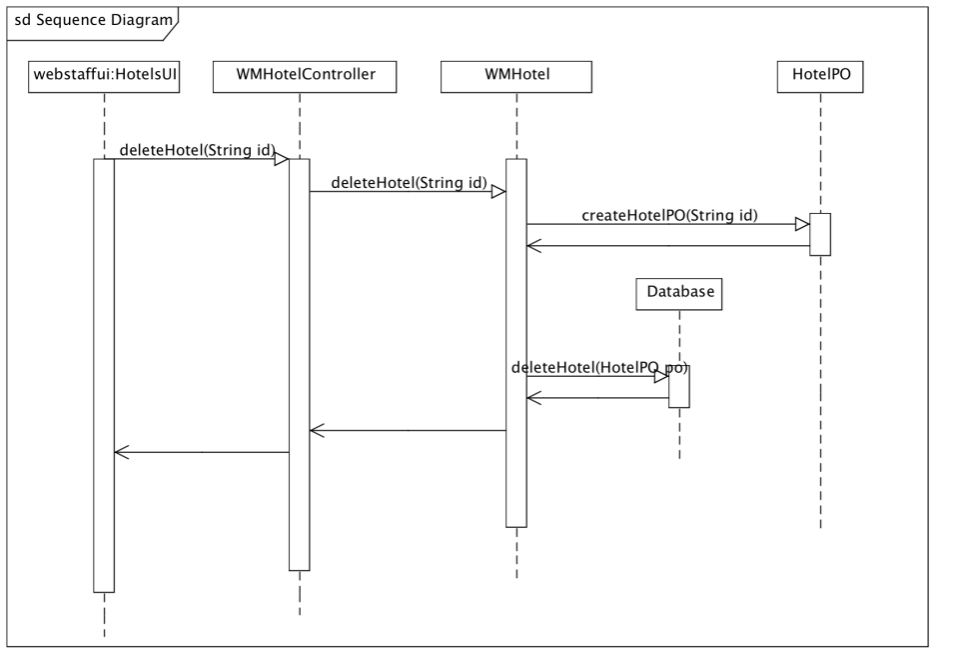 sd Sequence Diagram
webstaffui:HotelsUI
WMHotelController
WMHotel
HotelPO
deleteHotel(String id)
deleteHotel(String id)
createHotelPO(String id)
Database
deleteHotel(HotelPO po)